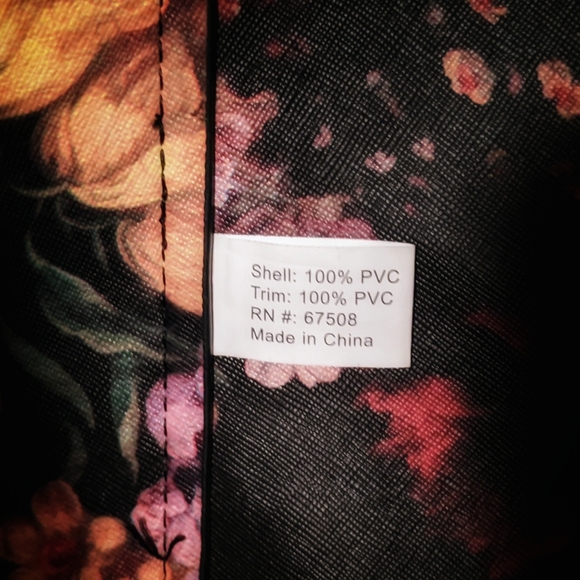 Shell: 100% PVC
Trim: 100% PVC
RN #: 67508
Made in China